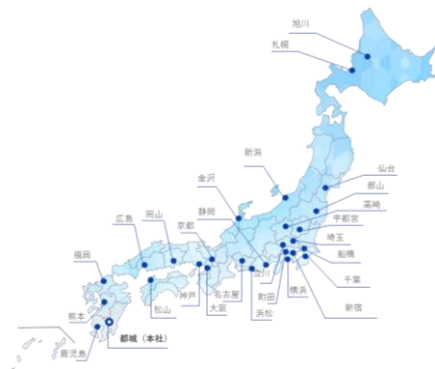 旭川
札幌
新潟
仙台
金沢
郡山
静岡
高崎
岡山
宇都宮
広島
京都
埼玉
船橋
福岡
立川
千葉
名古屋
神戸
町田
横浜
松山
大阪
浜松
新宿
熊本
都城（本社）
鹿児島